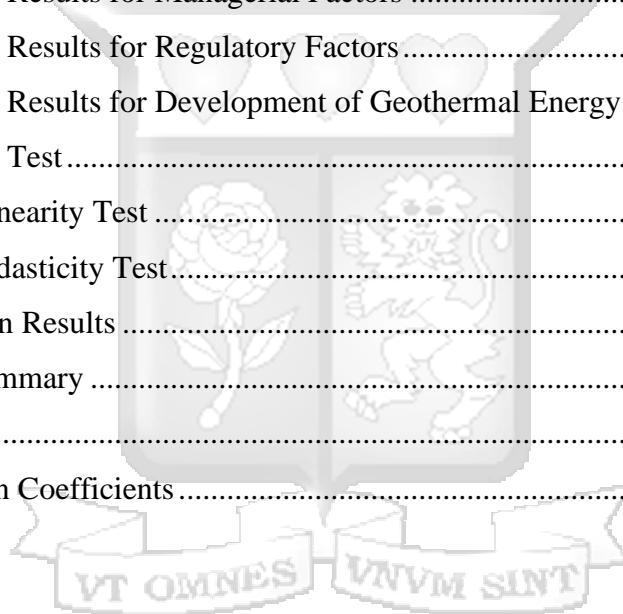 Results for Managerial Factors ....................................
Results for Regulatory Factors....................................
Results for Development of Geothermal Energy
Test....................................
nearity Test ....................................
dasticity Test....................................
n Results ....................................
mmary ....................................
....................................
n Coefficients....................................
VT OMNES VNVM SINT